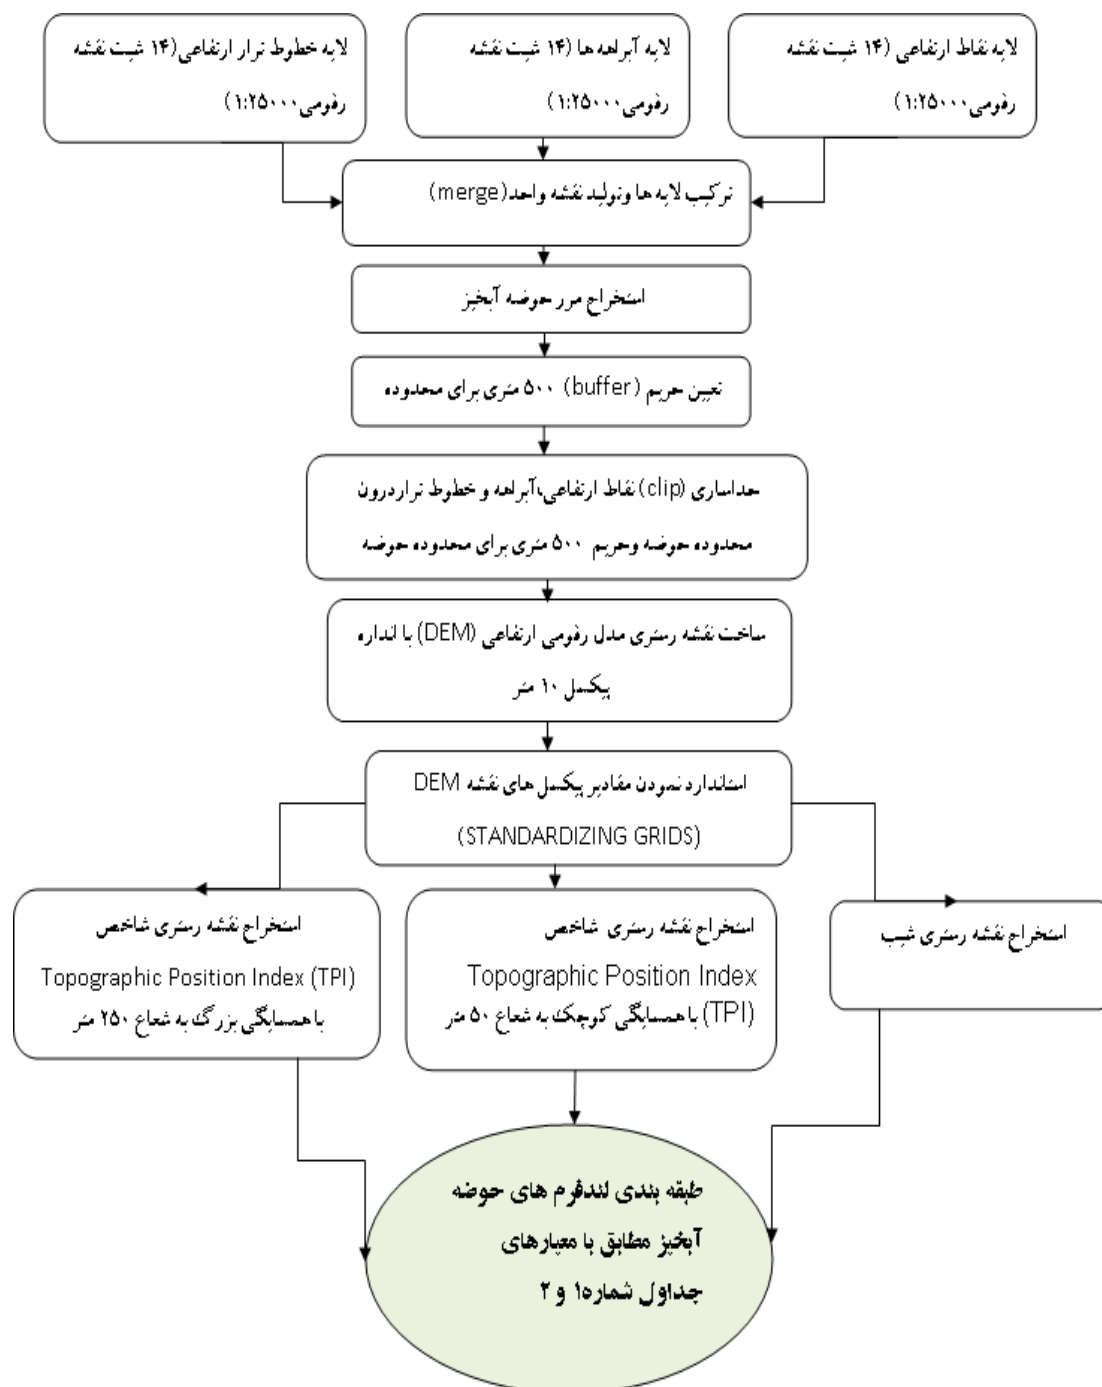 لایه نقاط ارتفاعی (۱۴ شیت نقشه
رقومی۱:۲۵۰۰۰)
لایه آبراهه ها (۱۴ شیت نقشه
رقومی۱:۲۵۰۰۰)
لایه خطوط تراز ارتفاعی(۱۴ شیت نقشه
رقومی۱:۲۵۰۰۰)
ترکیب لایه ها وتولید نقشه واحد(merge)
استخراج مرز حوضه آبخیز
تعیین حریم (buffer) ۵۰۰ متری برای محدوده
جداسازی (clip) نقاط ارتفاعی،آبراهه و خطوط ترازدرون
محدوده حوضه وحریم ۵۰۰ متری برای محدوده حوضه
ساخت نقشه رستری مدل رقومی ارتفاعی (DEM) با اندازه
پیکسل ۱۰ متر
استاندارد نمودن مقادیر پیکسل های نقشه DEM
(STANDARDIZING GRIDS)
استخراج نقشه رستری شیب
استخراج نقشه رستری شاخص
Topographic Position Index
(TPI) با همسایگی کوچک به شعاع ۵۰ متر
استخراج نقشه رستری شاخص
Topographic Position Index (TPI)
با همسایگی بزرگ به شعاع ۲۵۰ متر
طبقه بندی لندفرم های حوضه
آبخیز مطابق با معیارهای
جداول شماره۱ و ۲